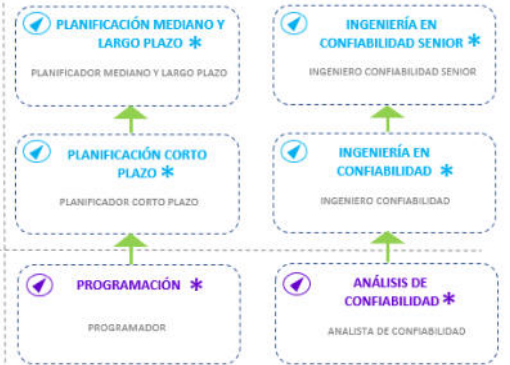 PLANIFICACIÓN MEDIANO Y
LARGO PLAZO *
PLANIFICADOR MEDIANO Y LARGO PLAZO
INGENIERÍA EN
CONFIABILIDAD SENIOR *
INGENIERO CONFIABILIDAD SENIOR
PLANIFICACIÓN CORTO
PLAZO *
PLANIFICADOR CORTO PLAZO
INGENIERÍA EN
CONFIABILIDAD *
INGENIERO CONFIABILIDAD
PROGRAMACIÓN *
PROGRAMADOR
ANÁLISIS DE
CONFIABILIDAD *
ANALISTA DE CONFIABILIDAD